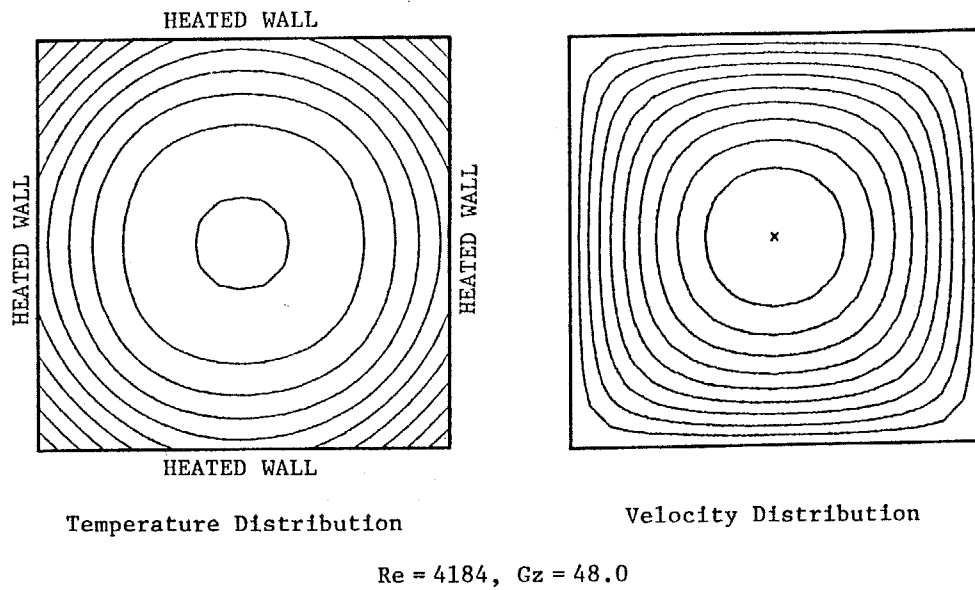 HEATED WALL
HEATED WALL
HEATED WALL
HEATED WALL
Temperature Distribution
Velocity Distribution
x
Re = 4184, Gz = 48.0